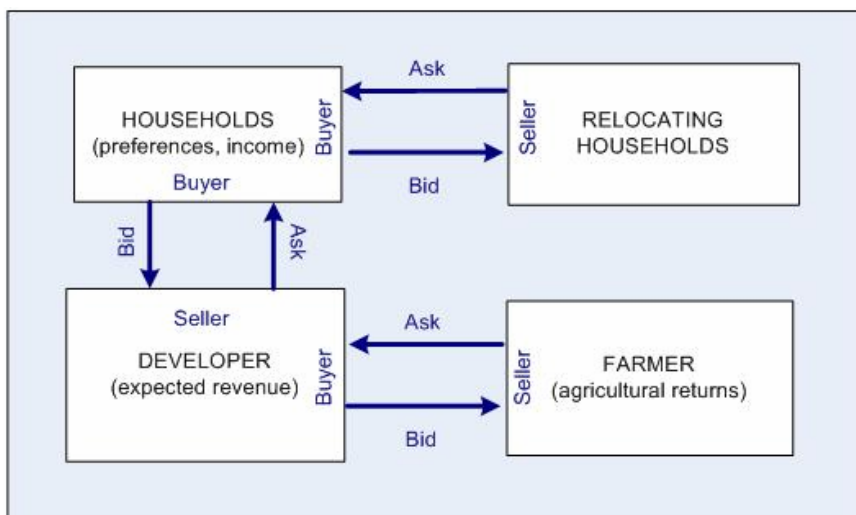 Ask
HOUSEHOLDS
(preferences, income)
Buyer
Buyer
Seller
RELOCATING
HOUSEHOLDS
Bid
Bid
Ask
Seller
DEVELOPER
(expected revenue)
Buyer
Ask
Seller
FARMER
(agricultural returns)
Bid